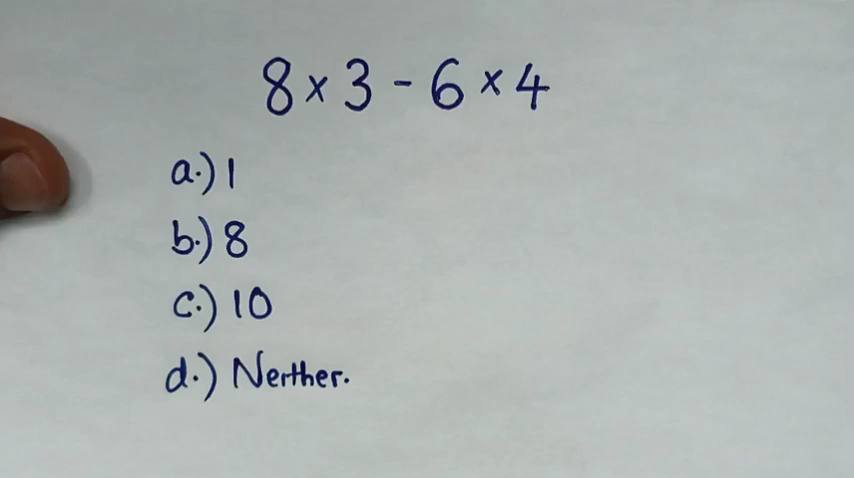 8 × 3 - 6 × 4
a.) 1
b.) 8
c.) 10
d.) Nerther.